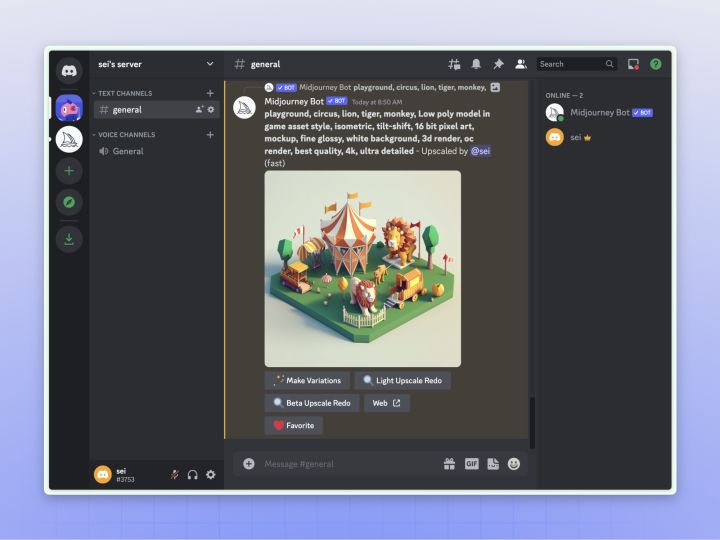 sei's server
general
Search
TEXT CHANNELS
general
VOICE CHANNELS
General
BOT Midjourney Bot playground, circus, lion, tiger, monkey,
Midjourney Bot BOT Today at 8:50 AM
playground, circus, lion, tiger, monkey, Low poly model in
game asset style, isometric, tilt-shift, 16 bit pixel art,
mockup, fine glossy, white background, 3d render, oc
render, best quality, 4k, ultra detailed - Upscaled by @sei
(fast)
Make Variations
Light Upscale Redo
Beta Upscale Redo
Web
Favorite
Message #general
GIF
ONLINE — 2
Midjourney Bot BOT
sei
sei
#3753